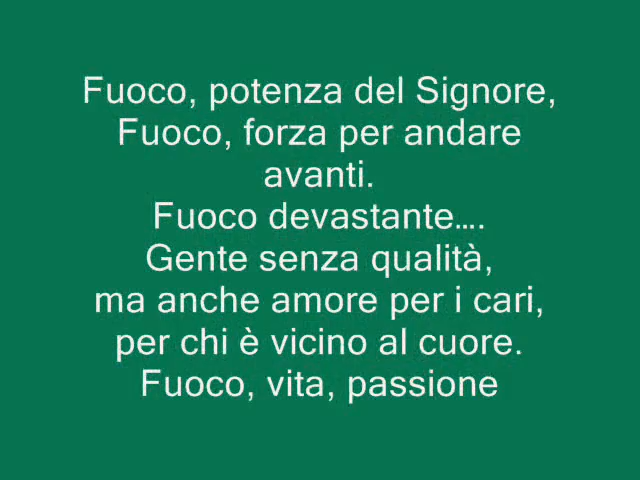 Fuoco, potenza del Signore,
Fuoco, forza per andare
avanti.
Fuoco devastante....
Gente senza qualità,
ma anche amore per i cari,
per chi è vicino al cuore.
Fuoco, vita, passione